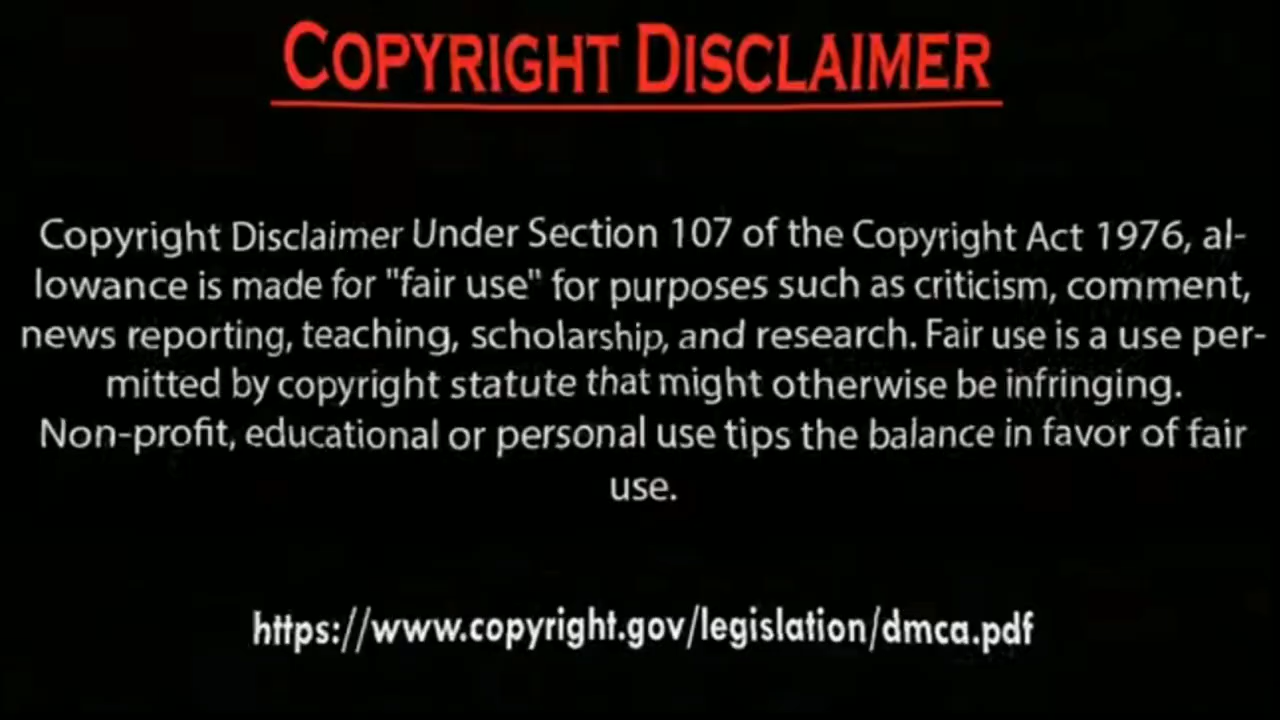 COPYRIGHT DISCLAIMER
Copyright Disclaimer Under Section 107 of the Copyright Act 1976, al-
lowance is made for "fair use" for purposes such as criticism, comment,
news reporting, teaching, scholarship, and research. Fair use is a use per-
mitted by copyright statute that might otherwise be infringing.
Non-profit, educational or personal use tips the balance in favor of fair
use.
https://www.copyright.gov/legislation/dmca.pdf